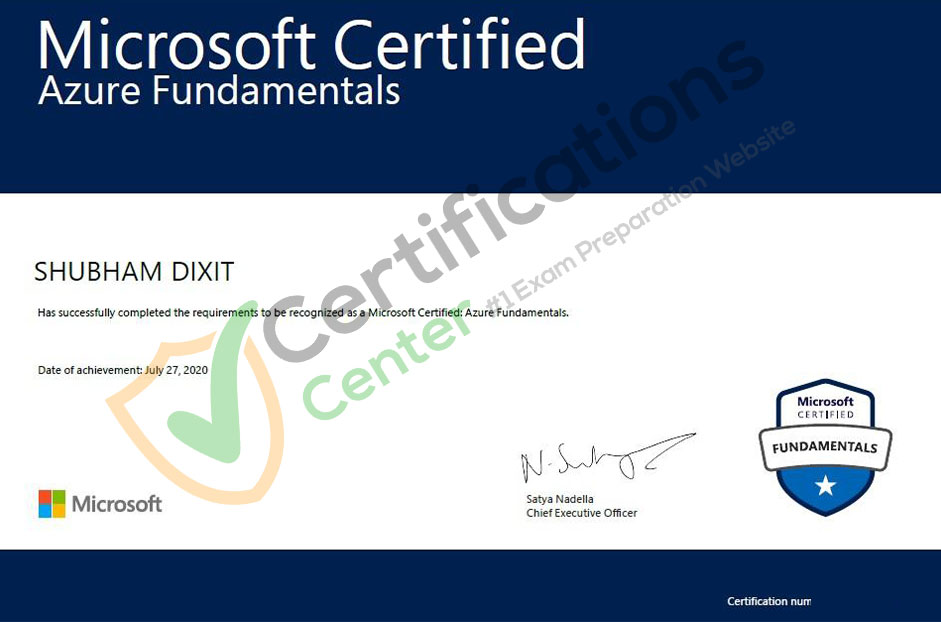 Microsoft Certified
Azure Fundamentals
Certifications
Center #1 Exam Preparation Website
SHUBHAM DIXIT
Has successfully completed the requirements to be recognized as a Microsoft Certified: Azure Fundamentals.
Date of achievement: July 27, 2020
Microsoft
CERTIFIED
FUNDAMENTALS
Microsoft
Satya Nadella
Chief Executive Officer
Certification num